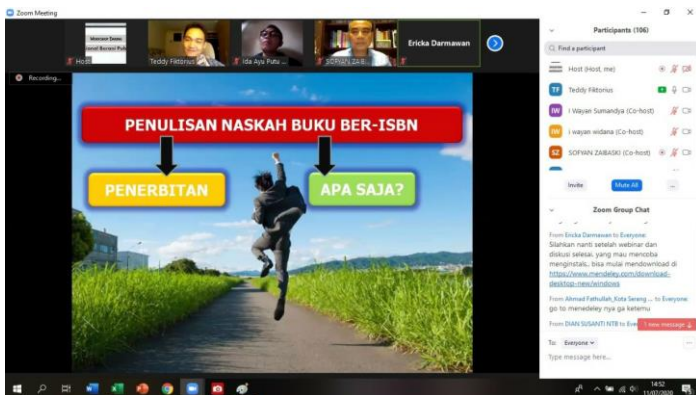 Zoom Meeting
Host
Teddy Fiktorius
Ida Ayu Putu ...
SOFYAN ZABA...
Ericka Darmawan
Recording...
PENULISAN NASKAH BUKU BER-ISBN
PENERBITAN
APA SAJA?
Participants (106)
Find a participant
Host (Host, me)
TF Teddy Fiktorius
IW I Wayan Sumandya (Co-host)
IW i wayan widana (Co-host)
SZ SOFYAN ZABASKI (Co-host)
Invite
Mute All
...
Zoom Group Chat
From Ericka Darmawan to Everyone:
Silahkan nanti setelah webinar dan
diskusi selesai. yang mau mencoba
menginstals.. bisa mulai mendownload di
https://www.mendeley.com/download-
desktop-new/windows
From Ahmad Fathullah_Kota Serang ... to Everyone
go to menedeley nya ga ketemu
From DIAN SUSANTI NTB to Eve
1 new message
To: Everyone
Type message here...
14:52
11/07/2020